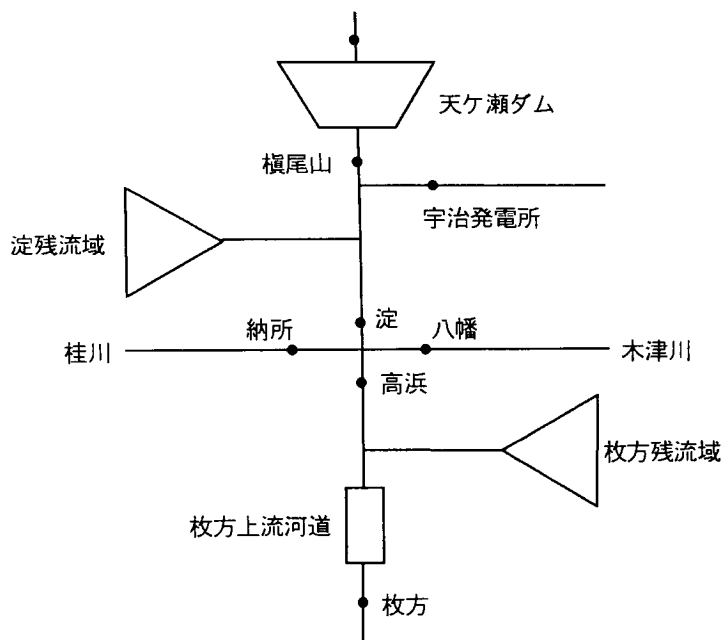 天ケ瀬ダム
槇尾山
宇治発電所
淀残流域
淀
納所
八幡
桂川
木津川
高浜
枚方残流域
枚方上流河道
枚方